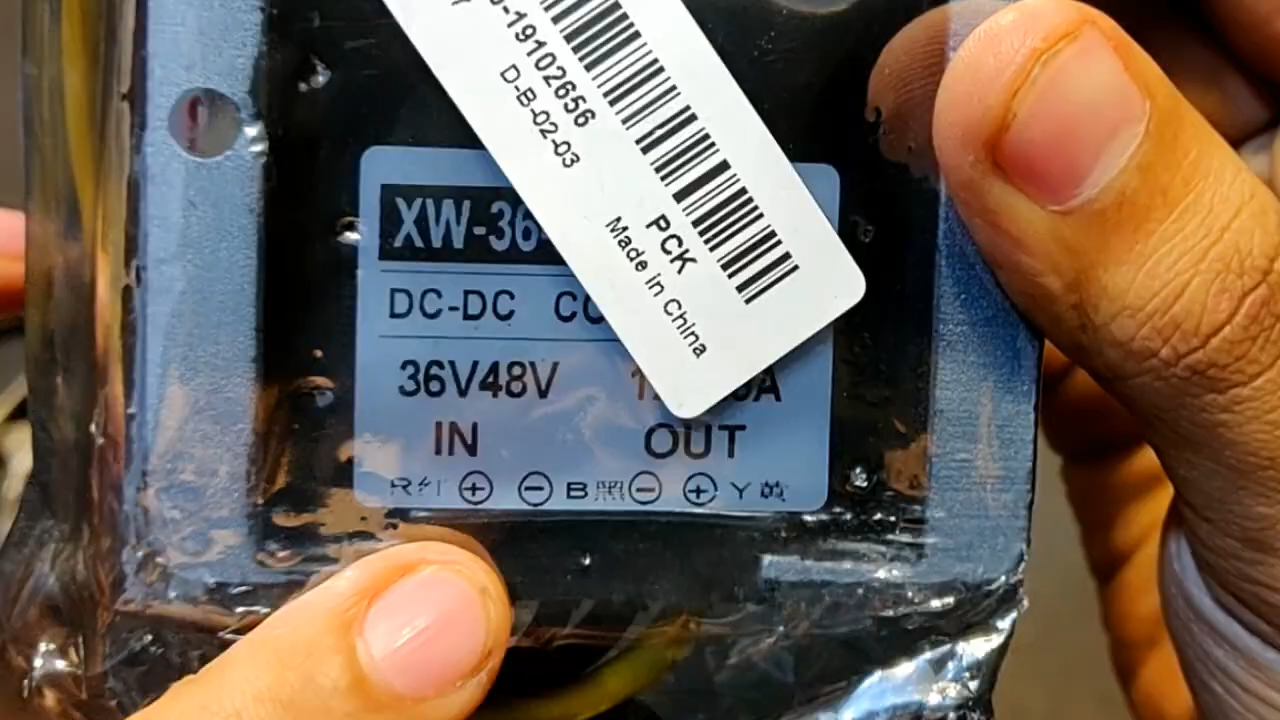 -19102656
D-B-02-03
PCK
Made In China
XW-36
DC-DC
36V48V
IN OUT
R红 ⊕ ⊖ B黑 ⊖ ⊕ Y黄